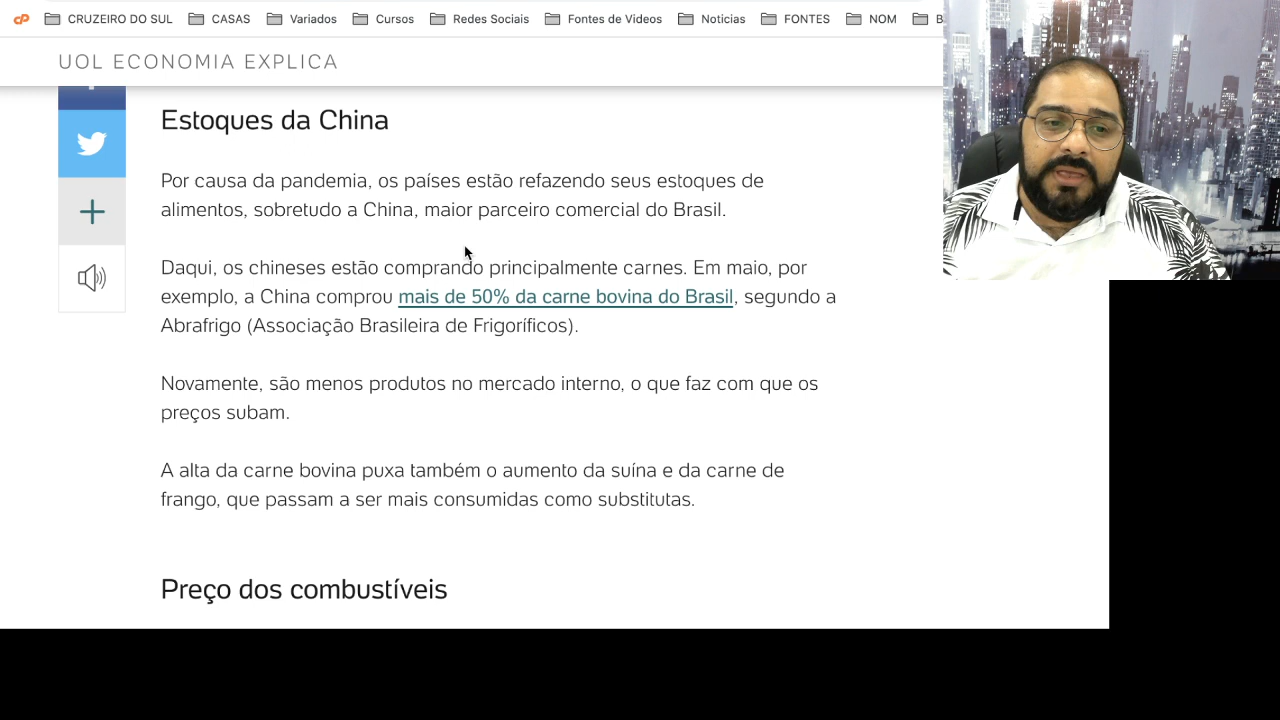 CRUZEIRO DO SUL CASAS Variados Cursos Redes Sociais Fontes de Videos Noticias FONTES NOM B
UOL ECONOMIA EXPLICA
Estoques da China
Por causa da pandemia, os países estão refazendo seus estoques de
alimentos, sobretudo a China, maior parceiro comercial do Brasil.
Daqui, os chineses estão comprando principalmente carnes. Em maio, por
exemplo, a China comprou mais de 50% da carne bovina do Brasil, segundo a
Abrafrigo (Associação Brasileira de Frigoríficos).
Novamente, são menos produtos no mercado interno, o que faz com que os
preços subam.
A alta da carne bovina puxa também o aumento da suína e da carne de
frango, que passam a ser mais consumidas como substitutas.
Preço dos combustíveis